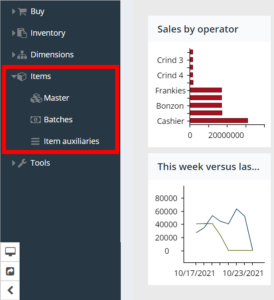 Buy
Inventory
Dimensions
Items
Master
Batches
Item auxiliaries
Tools
Sales by operator
Crind 3
Crind 4
Frankies
Bonzon
Cashier
0 20000000
This week versus las...
80000
60000
40000
20000
0
10/17/2021 10/23/2021